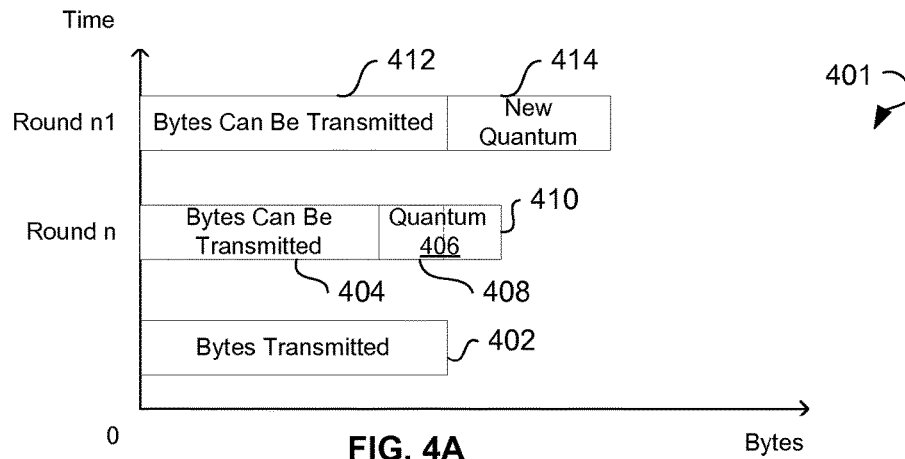 Time
412
414
401
Round n1
Bytes Can Be Transmitted
New
Quantum
Round n
Bytes Can Be
Transmitted
Quantum
406
410
404
408
Bytes Transmitted
402
0
FIG. 4A
Bytes